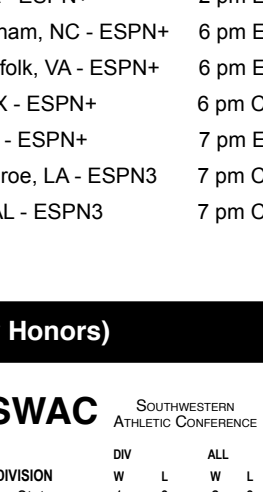 - ESPN+ 2 pm E
ham, NC - ESPN+ 6 pm E
folk, VA - ESPN+ 6 pm E
X - ESPN+ 6 pm C
- ESPN+ 7 pm E
roe, LA - ESPN3 7 pm C
AL - ESPN3 7 pm C
Honors)
SWAC SOUTHWESTERN
ATHLETIC CONFERENCE
DIV ALL
DIVISION W L W L